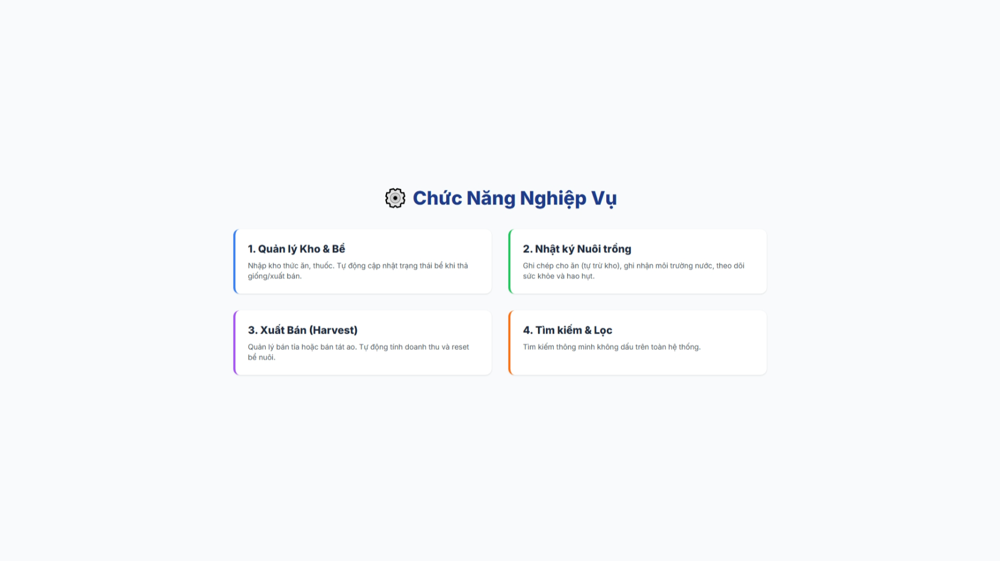 Chức Năng Nghiệp Vụ
1. Quản lý Kho & Bể
Nhập kho thức ăn, thuốc. Tự động cập nhật trạng thái bể khi thả
giống/xuất bán.
2. Nhật ký Nuôi trồng
Ghi chép cho ăn (tự trừ kho), ghi nhận môi trường nước, theo dõi
sức khỏe và hao hụt.
3. Xuất Bán (Harvest)
Quản lý bán tỉa hoặc bán tát ao. Tự động tính doanh thu và reset
bể nuôi.
4. Tìm kiếm & Lọc
Tìm kiếm thông minh không dấu trên toàn hệ thống.